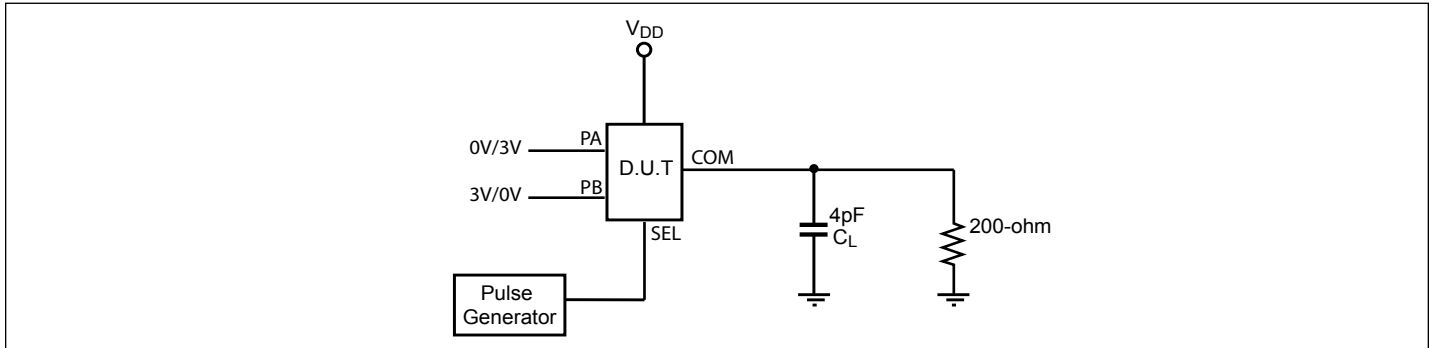 VDD
0V/3V
PA
D.U.T
COM
3V/0V
PB
SEL
4pF
CL
200-ohm
Pulse
Generator